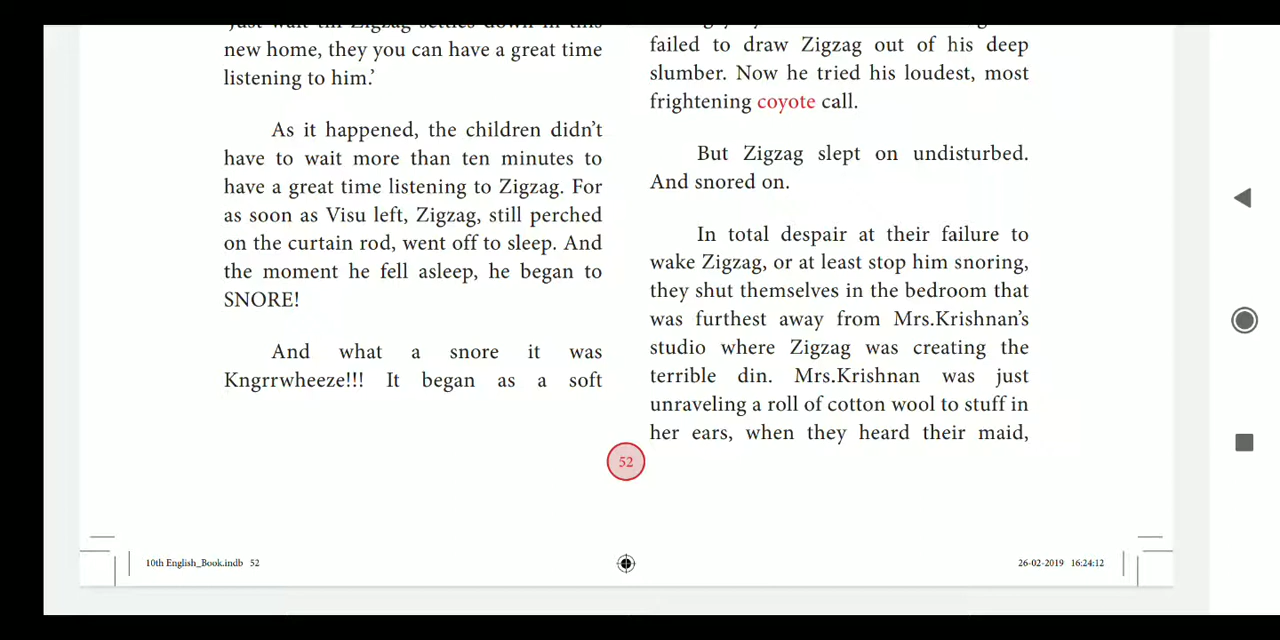 new home, they you can have a great time
listening to him.’
As it happened, the children didn’t
have to wait more than ten minutes to
have a great time listening to Zigzag. For
as soon as Visu left, Zigzag, still perched
on the curtain rod, went off to sleep. And
the moment he fell asleep, he began to
SNORE!
And what a snore it was
Kngrrwheeze!!! It began as a soft
failed to draw Zigzag out of his deep
slumber. Now he tried his loudest, most
frightening coyote call.
But Zigzag slept on undisturbed.
And snored on.
In total despair at their failure to
wake Zigzag, or at least stop him snoring,
they shut themselves in the bedroom that
was furthest away from Mrs.Krishnan’s
studio where Zigzag was creating the
terrible din. Mrs.Krishnan was just
unraveling a roll of cotton wool to stuff in
her ears, when they heard their maid,
52
10th English_Book.indb 52
26-02-2019 16:24:12